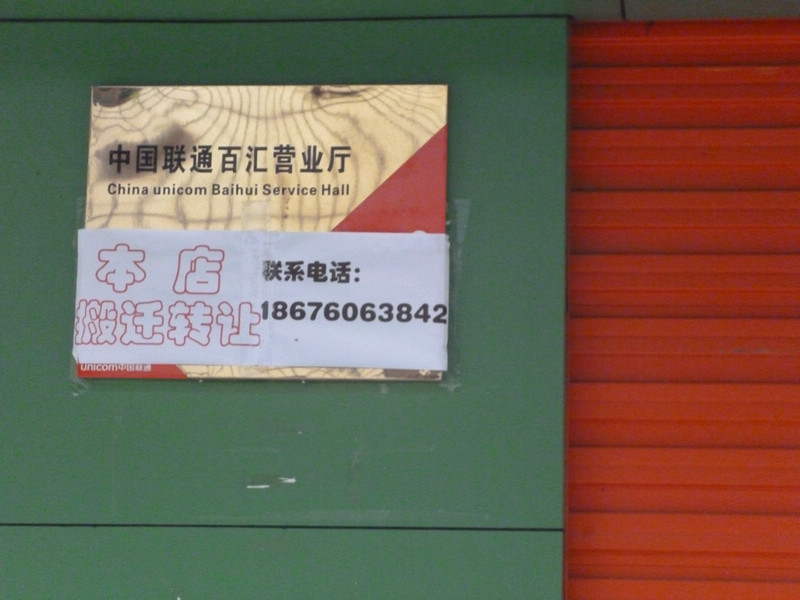 中国联通百汇营业厅
China unicom Baihui Service Hall
本店
搬迁转让
联系电话：
18676063842
unicom中国联通